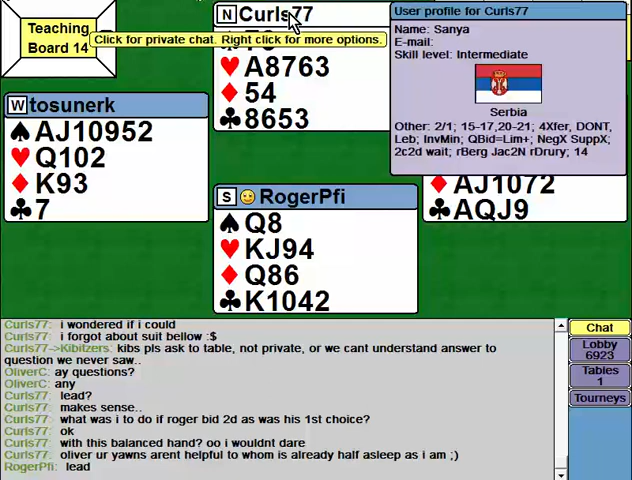 Teaching
Board 14
N Curls77
Click for private chat. Right click for more options.
♥ A8763
♦ 54
♣ 8653
User profile for Curls77
Name: Sanya
E-mail:
Skill level: Intermediate
Serbia
Other: 2/1; 15-17,20-21; 4Xfer, DONT,
Leb; InvMin; QBid=Lim+; NegX SuppX;
2c2d wait; rBerg Jac2N rDrury; 14
W tosunerk
♠ AJ10952
♥ Q102
♦ K93
♣ 7
♦ AJ1072
♣ AQJ9
S RogerPfi
♠ Q8
♥ KJ94
♦ Q86
♣ K1042
Curls77: i wondered if i could
Curls77: i forgot about suit bellow :$
Curls77->Kibitzers: kibs pls ask to table, not private, or we cant understand answer to
question we never saw..
OliverC: ay questions?
OliverC: any
Curls77: lead?
Curls77: makes sense..
Curls77: what was i to do if roger bid 2d as was his 1st choice?
Curls77: ok
Curls77: with this balanced hand? oo i wouldnt dare
Curls77: oliver ur yawns arent helpful to whom is already half asleep as i am ;)
RogerPfi: lead
Chat
Lobby
6923
Tables
1
Tourneys